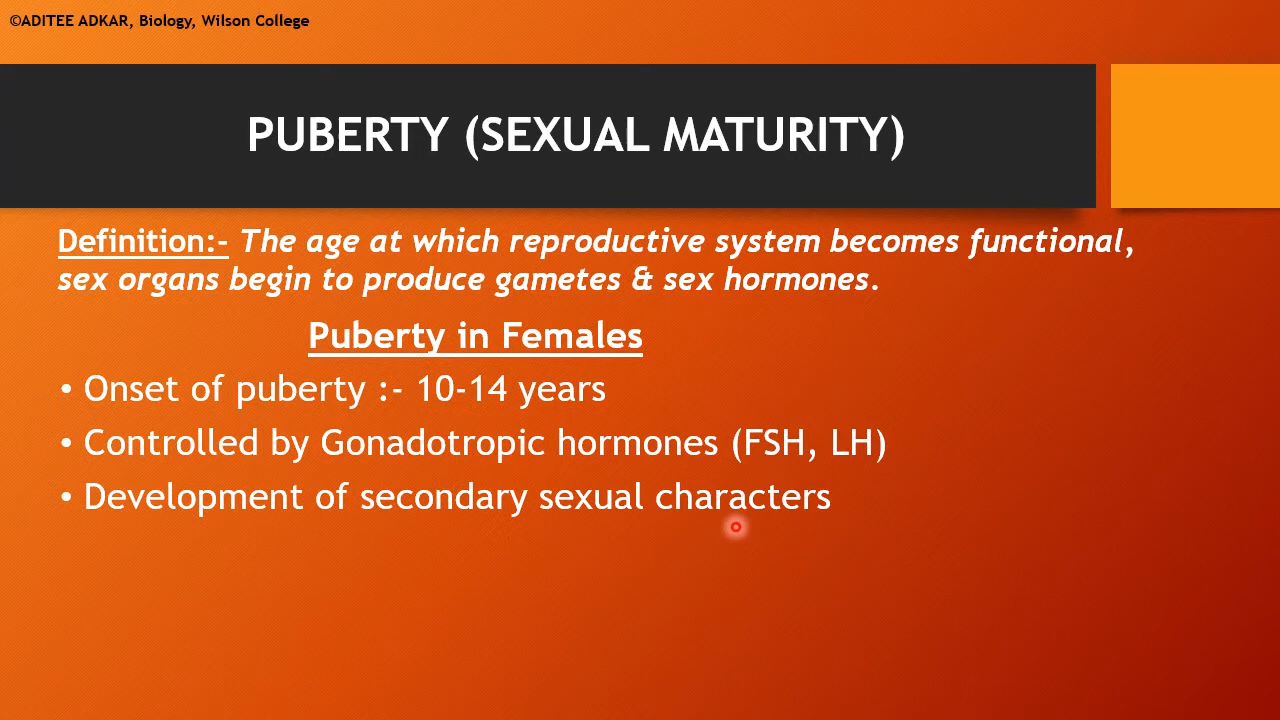 ©ADITEE ADKAR, Biology, Wilson College
PUBERTY (SEXUAL MATURITY)
Definition:- The age at which reproductive system becomes functional,
sex organs begin to produce gametes & sex hormones.
Puberty in Females
• Onset of puberty :- 10-14 years
• Controlled by Gonadotropic hormones (FSH, LH)
• Development of secondary sexual characters